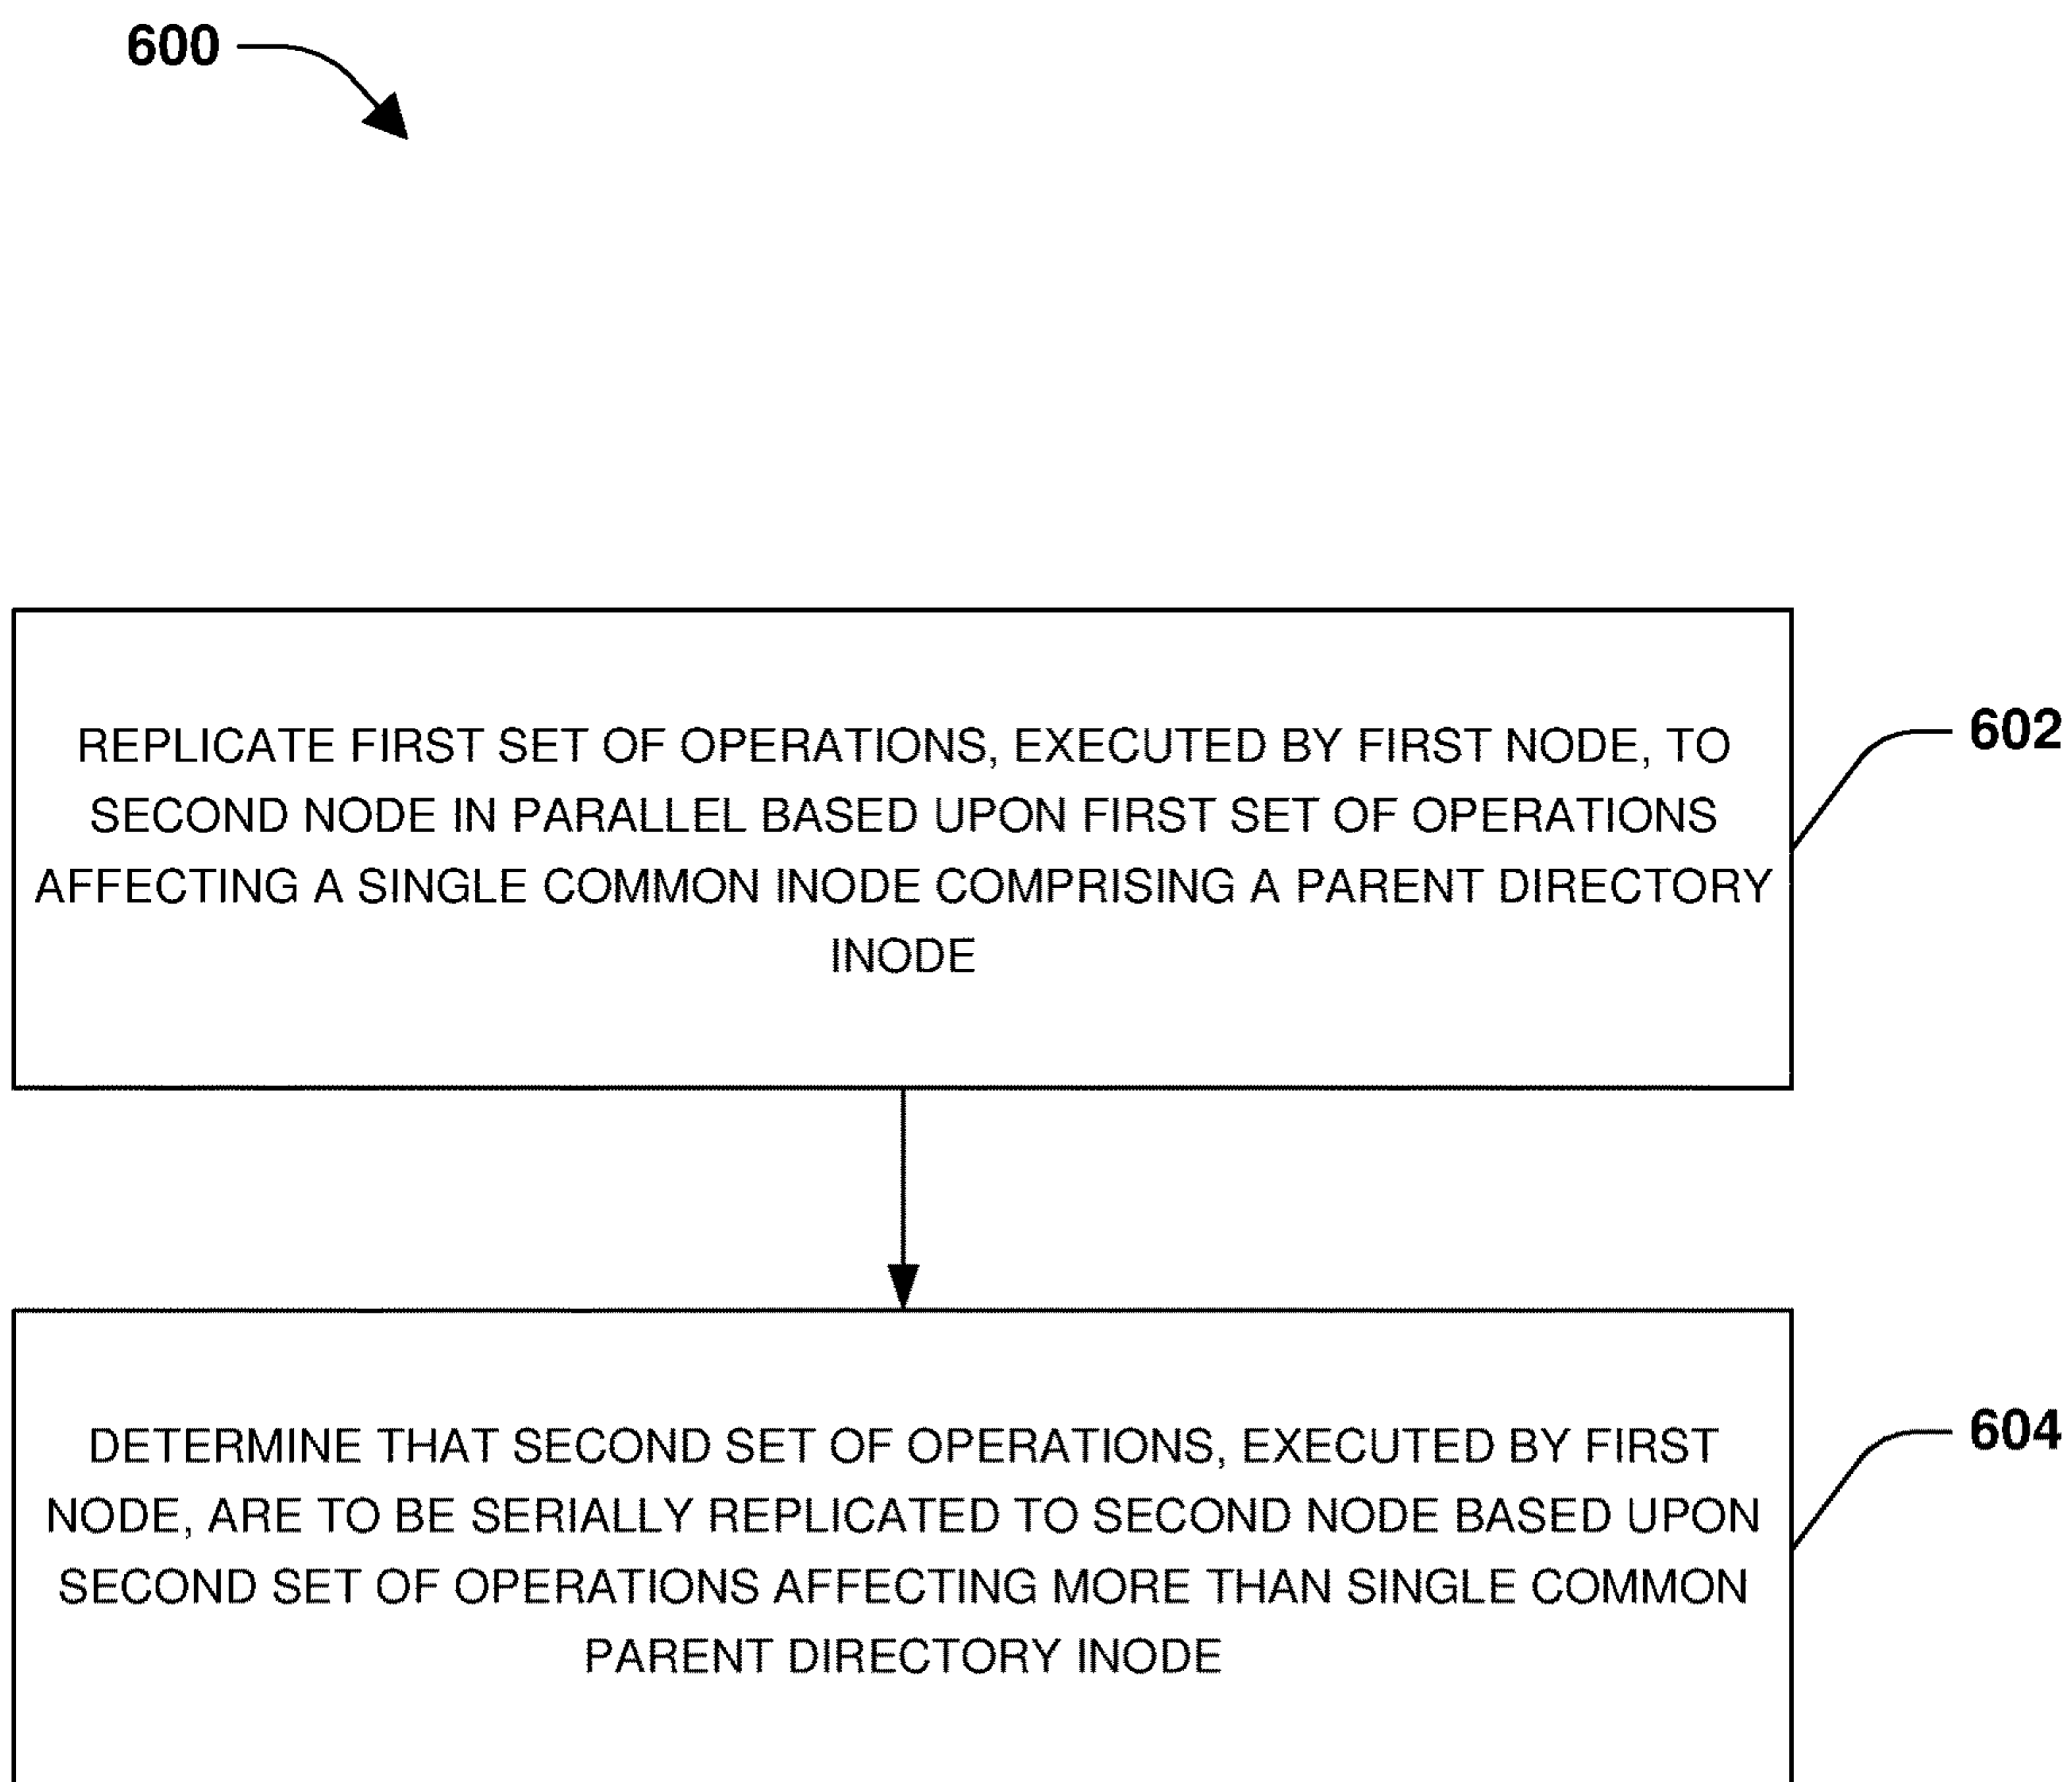 600
REPLICATE FIRST SET OF OPERATIONS, EXECUTED BY FIRST NODE, TO
SECOND NODE IN PARALLEL BASED UPON FIRST SET OF OPERATIONS
AFFECTING A SINGLE COMMON INODE COMPRISING A PARENT DIRECTORY
INODE
602
DETERMINE THAT SECOND SET OF OPERATIONS, EXECUTED BY FIRST
NODE, ARE TO BE SERIALLY REPLICATED TO SECOND NODE BASED UPON
SECOND SET OF OPERATIONS AFFECTING MORE THAN SINGLE COMMON
PARENT DIRECTORY INODE
604